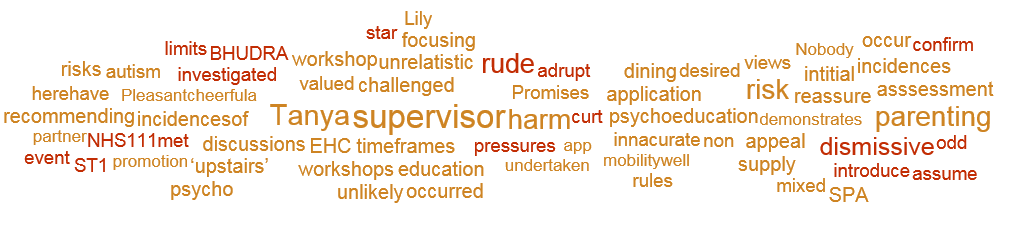 Lily
star focusing
limits BHUDRA workshop unrelatistic rude adrupt dining desired views Nobody occur confirm
risks autism investigated valued challenged Promises application risk intitial incidences
herehave Pleasantcheerfula reassure asssessment
recommending incidencesof Tanya supervisor harm curt psychoeducation demonstrates parenting
partner NHS111 met discussions EHC timeframes pressures app innacurate non appeal dismissive odd
event ST1 promotion ‘upstairs’ workshops education undertaken mobilitywell supply introduce assume
psycho unlikely occurred rules mixed SPA